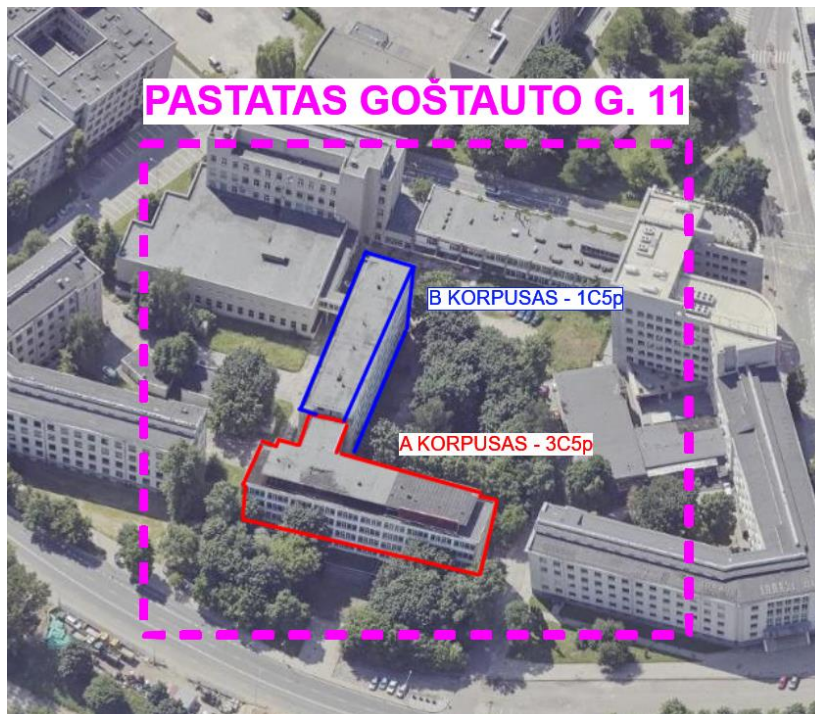 PASTATAS GOŠTAUTO G. 11
B KORPUSAS - 1C5p
A KORPUSAS - 3C5p